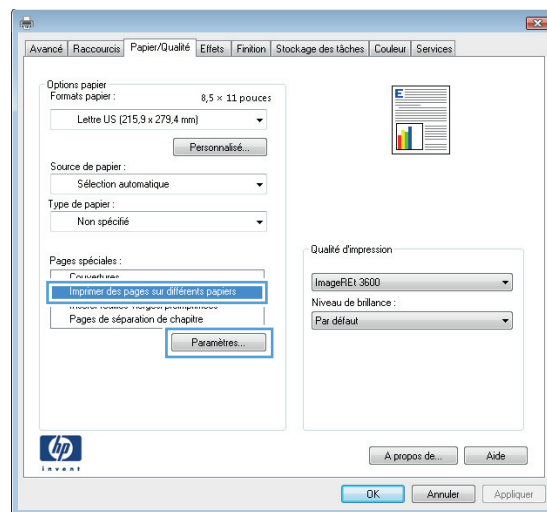 Avancé Raccourcis Papier/Qualité Effets Finition Stockage des tâches Couleur Services
Options papier
Formats papier :
8,5 × 11 pouces
Lettre US (215,9 x 279,4 mm)
Personnalisé...
Source de papier :
Sélection automatique
Type de papier :
Non spécifié
Pages spéciales :
Couvertures
Imprimer des pages sur différents papiers
Pages de séparation de chapitre
Paramètres...
E
Qualité d'impression
ImageREt 3600
Niveau de brillance :
Par défaut
hp
invent
A propos de... Aide
OK Annuler Appliquer